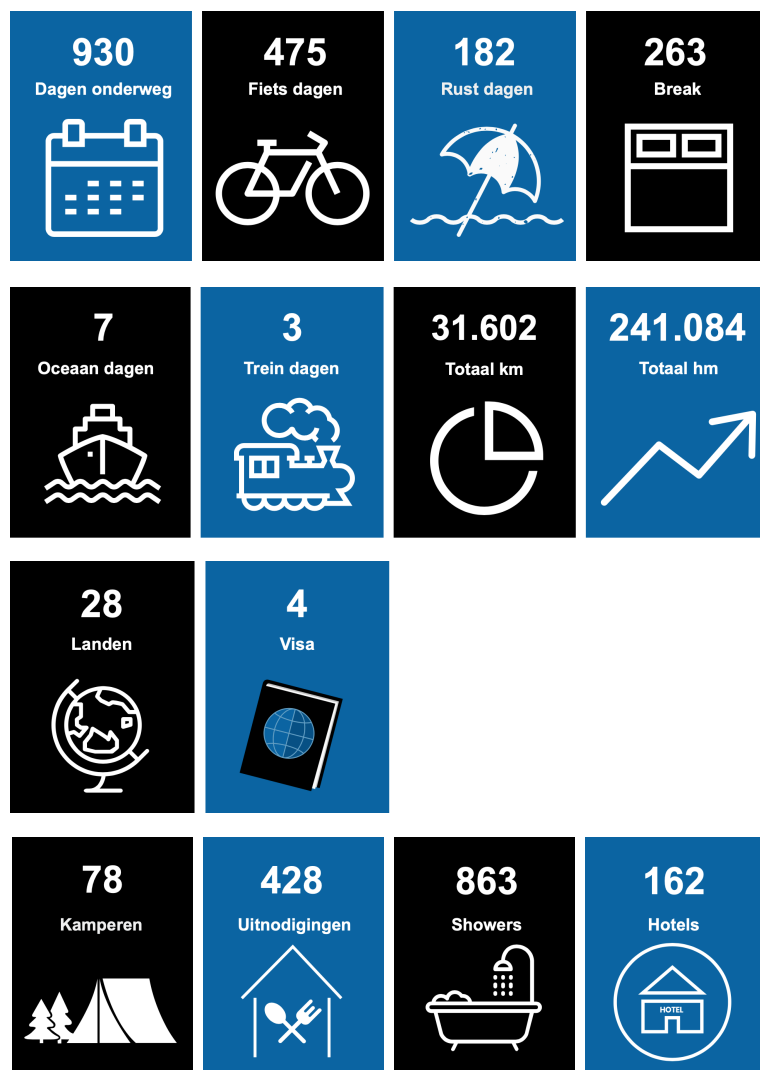 930
Dagen onderweg
475
Fiets dagen
182
Rust dagen
263
Break
7
Oceaan dagen
3
Trein dagen
31.602
Totaal km
241.084
Totaal hm
28
Landen
4
Visa
78
Kamperen
428
Uitnodigingen
863
Showers
162
Hotels
HOTEL